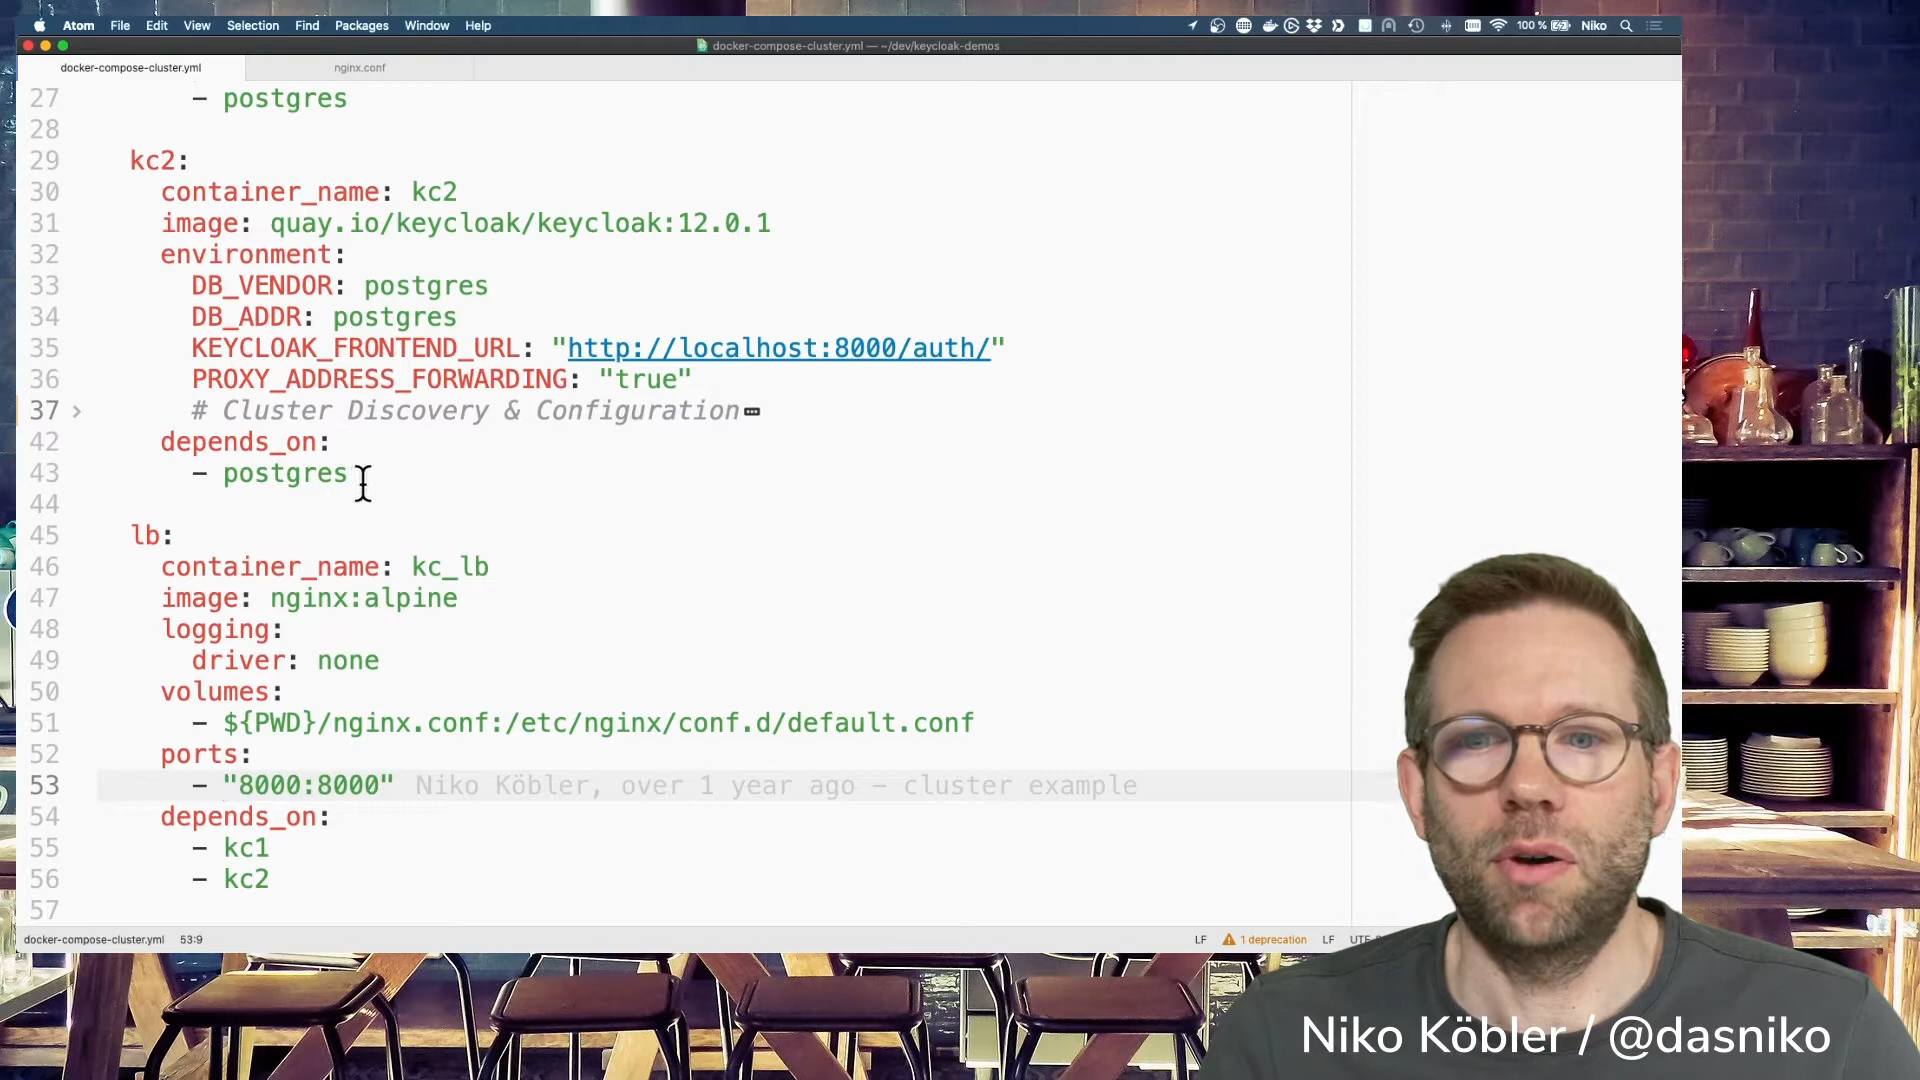 Atom File Edit View Selection Find Packages Window Help 100 % Niko
docker-compose-cluster.yml — ~/dev/keycloak-demos
docker-compose-cluster.yml nginx.conf
27 - postgres
28
29 kc2:
30 container_name: kc2
31 image: quay.io/keycloak/keycloak:12.0.1
32 environment:
33 DB_VENDOR: postgres
34 DB_ADDR: postgres
35 KEYCLOAK_FRONTEND_URL: "http://localhost:8000/auth/"
36 PROXY_ADDRESS_FORWARDING: "true"
37 # Cluster Discovery & Configuration
42 depends_on:
43 - postgres
44
45 lb:
46 container_name: kc_lb
47 image: nginx:alpine
48 logging:
49 driver: none
50 volumes:
51 - ${PWD}/nginx.conf:/etc/nginx/conf.d/default.conf
52 ports:
53 - "8000:8000" Niko Köbler, over 1 year ago — cluster example
54 depends_on:
55 - kc1
56 - kc2
57
docker-compose-cluster.yml 53:9 LF 1 deprecation LF
Niko Köbler / @dasniko